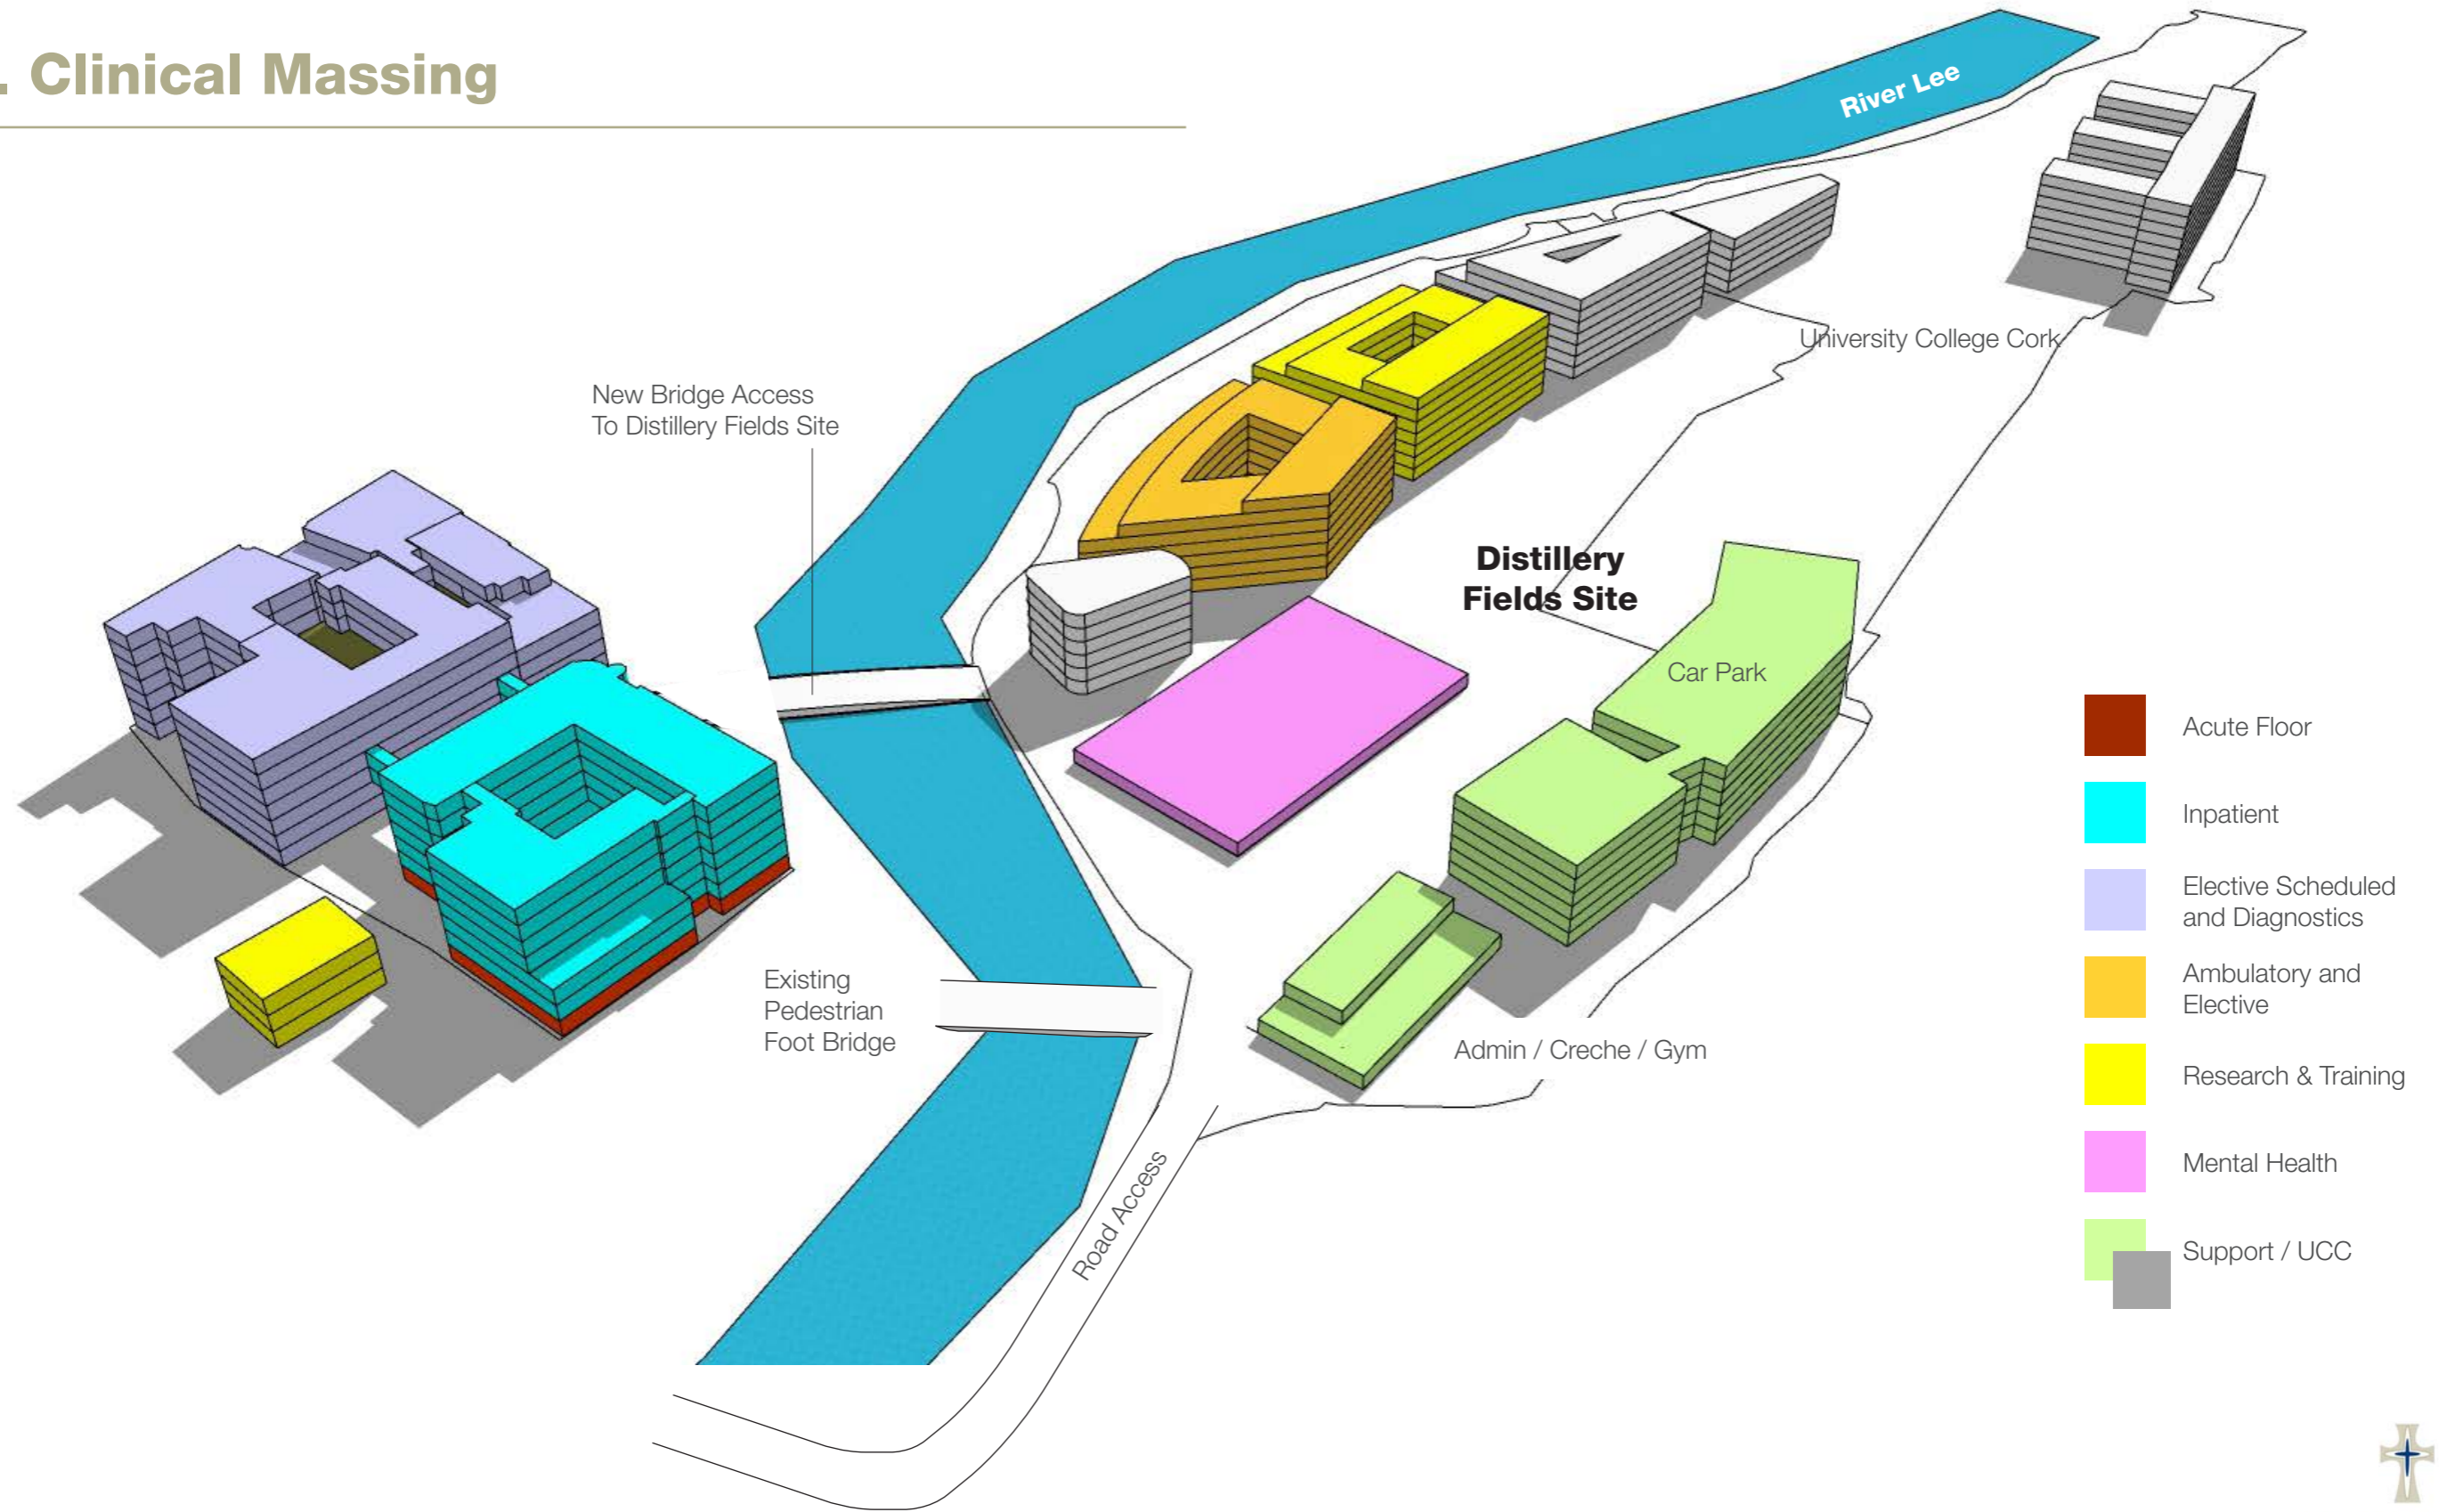 . Clinical Massing
River Lee
University College Cork
New Bridge Access
To Distillery Fields Site
Distillery
Fields Site
Car Park
Acute Floor
Inpatient
Elective Scheduled
and Diagnostics
Ambulatory and
Elective
Research & Training
Mental Health
Support / UCC
Existing
Pedestrian
Foot Bridge
Admin / Creche / Gym
Road Access